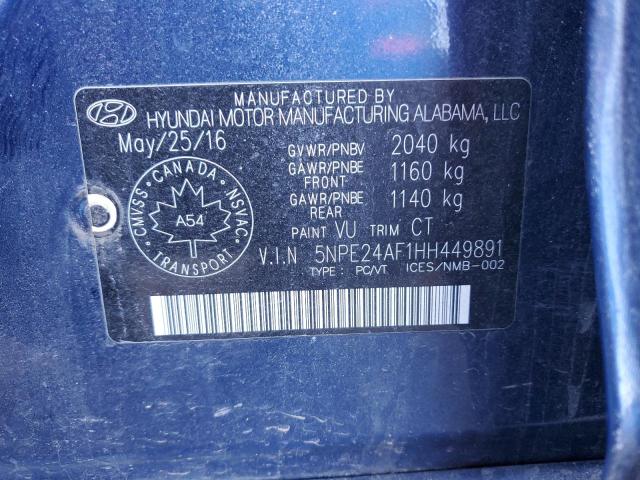 MANUFACTURED BY
HYUNDAI MOTOR MANUFACTURING ALABAMA, LLC
May/25/16
GVWR/PNBV 2040 kg
GAWR/PNBE FRONT 1160 kg
GAWR/PNBE REAR 1140 kg
CMVSS · CANADA · NSVAC
A54
TRANSPORT
PAINT VU TRIM CT
V.I.N 5NPE24AF1HH449891
TYPE : PC/VT ICES/NMB-002